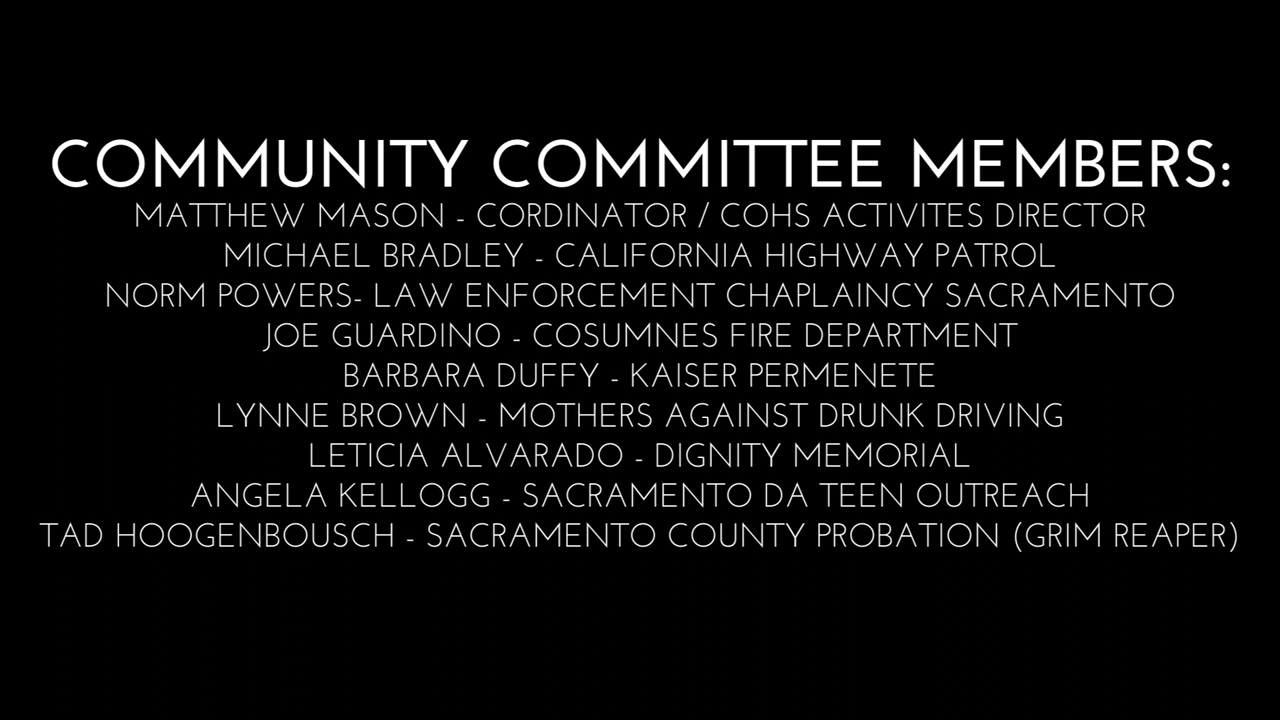 COMMUNITY COMMITTEE MEMBERS:
MATTHEW MASON - CORDINATOR / COHS ACTIVITES DIRECTOR
MICHAEL BRADLEY - CALIFORNIA HIGHWAY PATROL
NORM POWERS- LAW ENFORCEMENT CHAPLAINCY SACRAMENTO
JOE GUARDINO - COSUMNES FIRE DEPARTMENT
BARBARA DUFFY - KAISER PERMENETE
LYNNE BROWN - MOTHERS AGAINST DRUNK DRIVING
LETICIA ALVARADO - DIGNITY MEMORIAL
ANGELA KELLOGG - SACRAMENTO DA TEEN OUTREACH
TAD HOOGENBOUSCH - SACRAMENTO COUNTY PROBATION (GRIM REAPER)